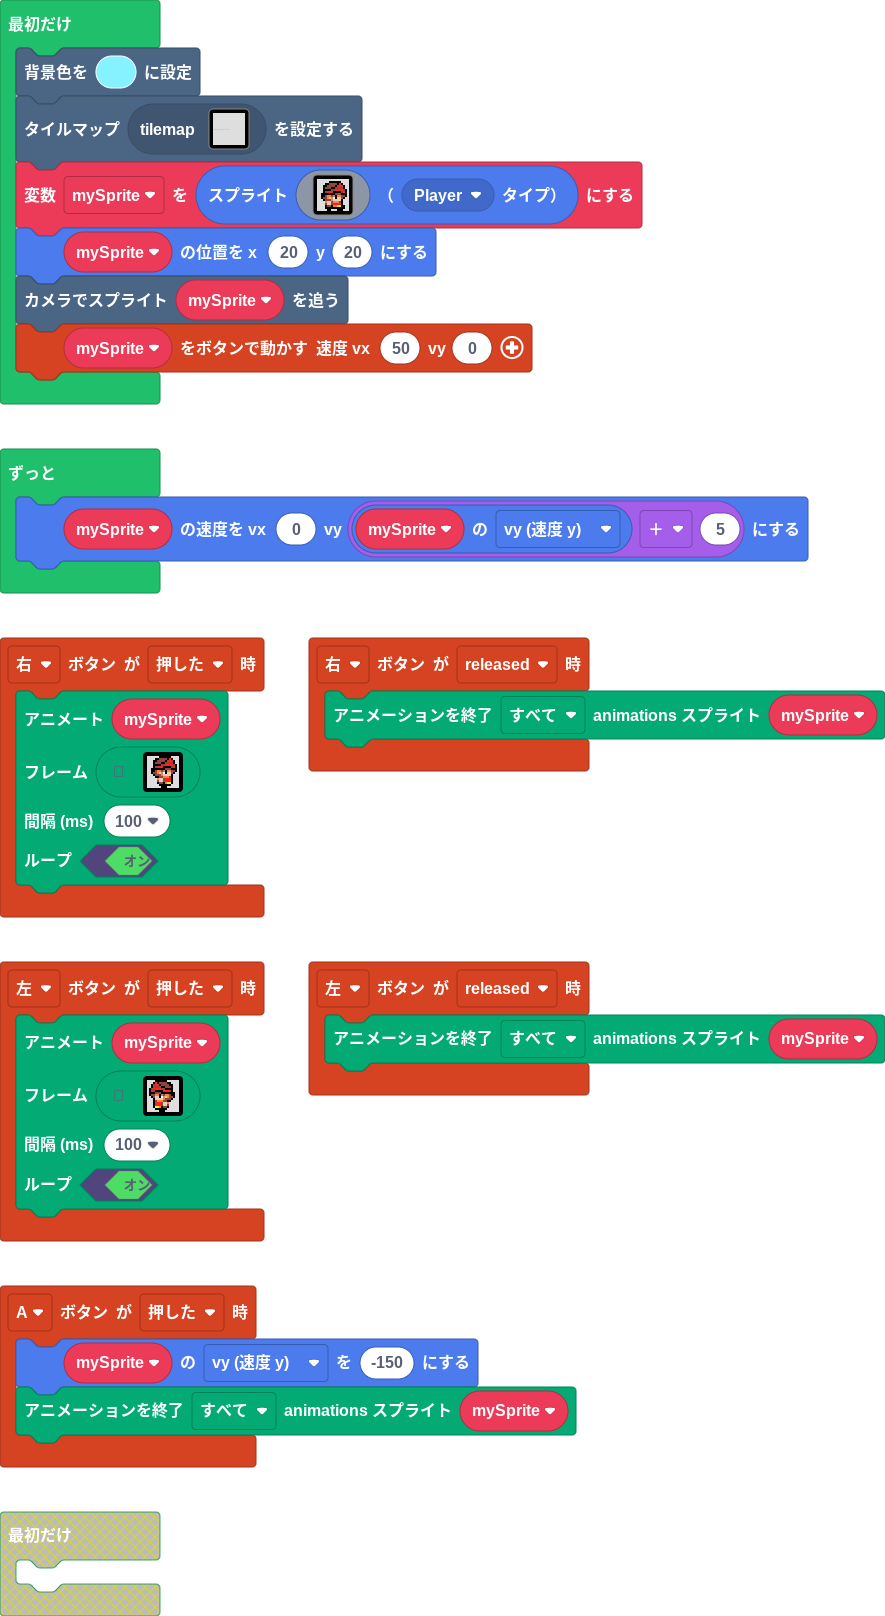 最初だけ
背景色を に設定
タイルマップ tilemap を設定する
変数 mySprite を スプライト ( Player タイプ) にする
mySprite の位置を x 20 y 20 にする
カメラでスプライト mySprite を追う
mySprite をボタンで動かす 速度 vx 50 vy 0
ずっと
mySprite の速度を vx 0 vy mySprite の vy (速度 y) + 5 にする
右 ボタン が 押した 時
アニメート mySprite
フレーム
間隔 (ms) 100
ループ オン
右 ボタン が released 時
アニメーションを終了 すべて animations スプライト mySprite
左 ボタン が 押した 時
アニメート mySprite
フレーム
間隔 (ms) 100
ループ オン
左 ボタン が released 時
アニメーションを終了 すべて animations スプライト mySprite
A ボタン が 押した 時
mySprite の vy (速度 y) を -150 にする
アニメーションを終了 すべて animations スプライト mySprite
最初だけ